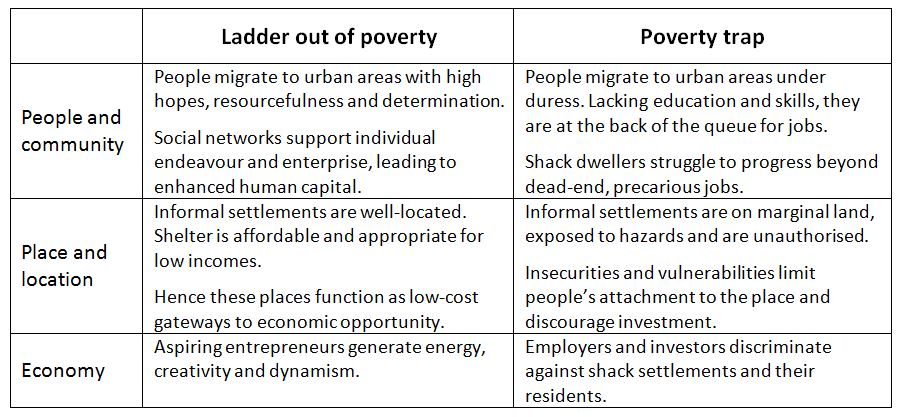 Ladder out of poverty
Poverty trap
People and
community
People migrate to urban areas with high
hopes, resourcefulness and determination.
Social networks support individual
endeavour and enterprise, leading to
enhanced human capital.
People migrate to urban areas under
duress. Lacking education and skills, they
are at the back of the queue for jobs.
Shack dwellers struggle to progress beyond
dead-end, precarious jobs.
Place and
location
Informal settlements are well-located.
Shelter is affordable and appropriate for
low incomes.
Hence these places function as low-cost
gateways to economic opportunity.
Informal settlements are on marginal land,
exposed to hazards and are unauthorised.
Insecurities and vulnerabilities limit
people’s attachment to the place and
discourage investment.
Economy
Aspiring entrepreneurs generate energy,
creativity and dynamism.
Employers and investors discriminate
against shack settlements and their
residents.